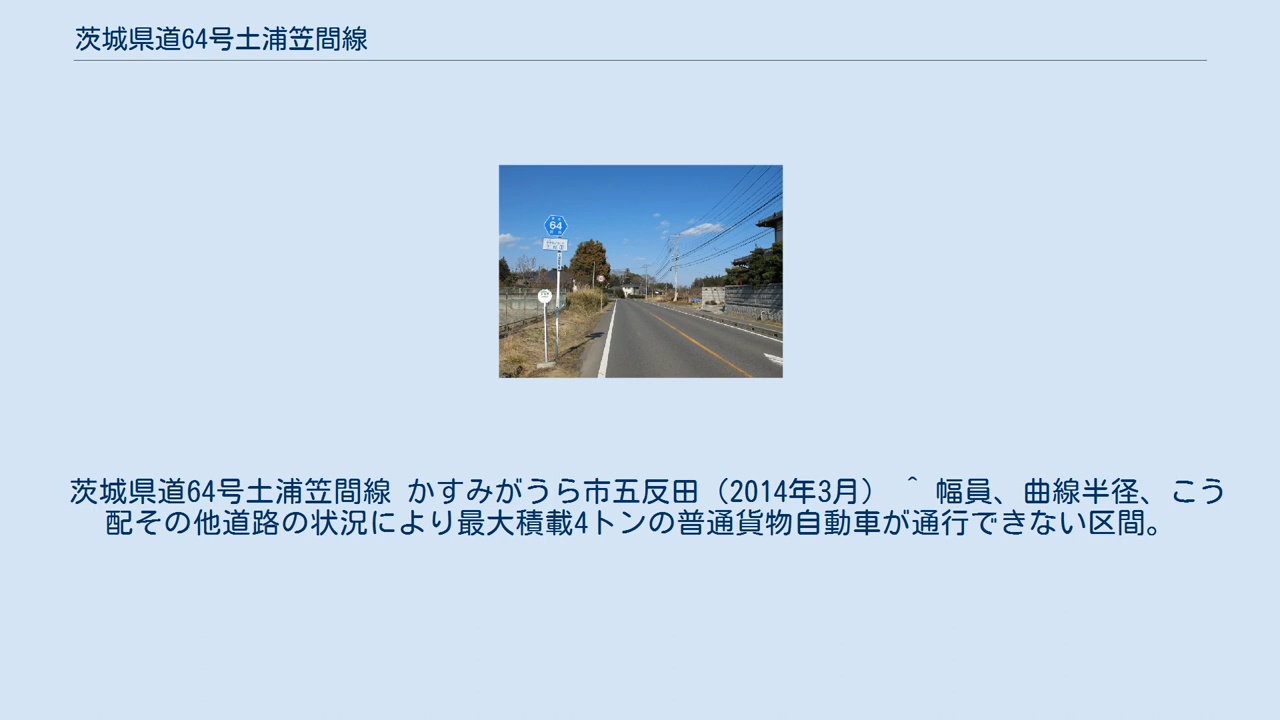 茨城県道64号土浦笠間線
64
茨城県道64号土浦笠間線 かすみがうら市五反田（2014年3月） ^ 幅員、曲線半径、こう
配その他道路の状況により最大積載4トンの普通貨物自動車が通行できない区間。